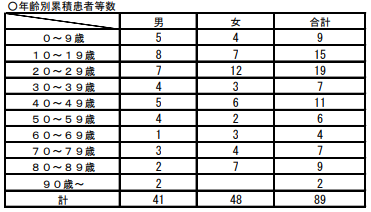 〇年齢別累積患者等数
男 女 合計
０～９歳 5 4 9
１０～１９歳 8 7 15
２０～２９歳 7 12 19
３０～３９歳 4 3 7
４０～４９歳 5 6 11
５０～５９歳 4 2 6
６０～６９歳 1 3 4
７０～７９歳 3 4 7
８０～８９歳 2 7 9
９０歳～ 2 2
計 41 48 89